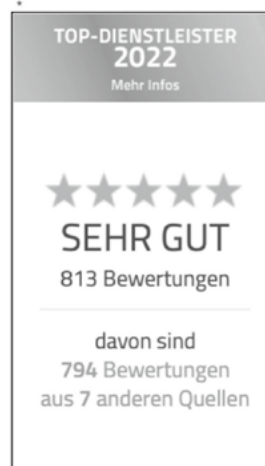 *
TOP-DIENSTLEISTER
2022
Mehr Infos
SEHR GUT
813 Bewertungen
davon sind
794 Bewertungen
aus 7 anderen Quellen